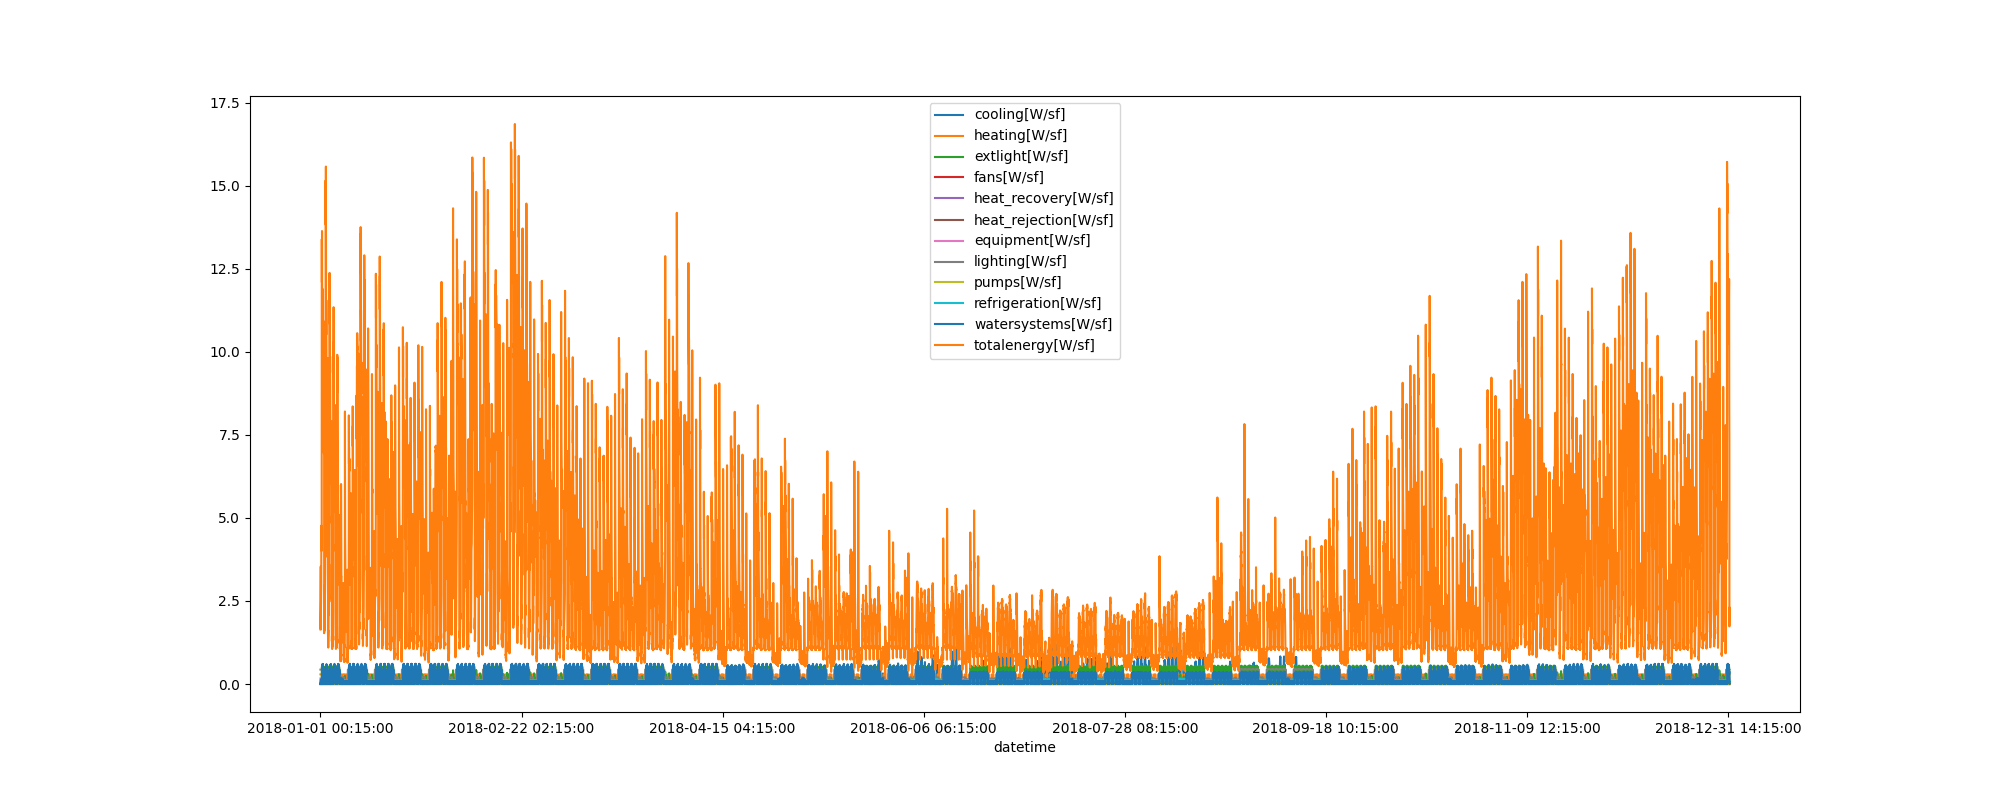 17.5
15.0
12.5
10.0
7.5
5.0
2.5
0.0
cooling[W/sf]
heating[W/sf]
extlight[W/sf]
fans[W/sf]
heat_recovery[W/sf]
heat_rejection[W/sf]
equipment[W/sf]
lighting[W/sf]
pumps[W/sf]
refrigeration[W/sf]
watersystems[W/sf]
totalenergy[W/sf]
2018-01-01 00:15:00 2018-02-22 02:15:00 2018-04-15 04:15:00 2018-06-06 06:15:00 2018-07-28 08:15:00 2018-09-18 10:15:00 2018-11-09 12:15:00 2018-12-31 14:15:00
datetime